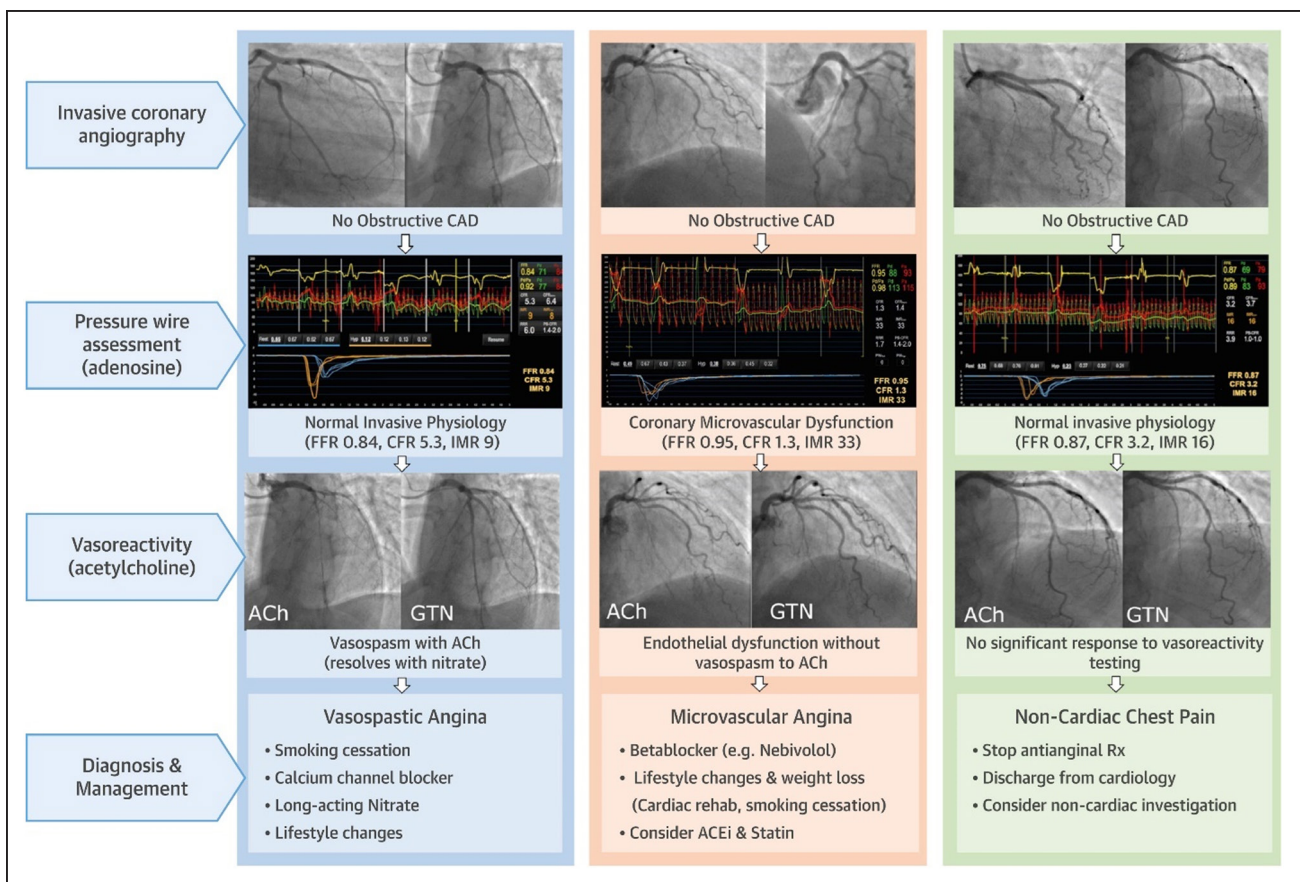 Invasive coronary
angiography
No Obstructive CAD
No Obstructive CAD
No Obstructive CAD
Pressure wire
assessment
(adenosine)
FFR 0.84
CFR 5.3
IMR 9
FFR 0.95
CFR 1.3
IMR 33
FFR 0.87
CFR 3.2
IMR 16
Normal Invasive Physiology
(FFR 0.84, CFR 5.3, IMR 9)
Coronary Microvascular Dysfunction
(FFR 0.95, CFR 1.3, IMR 33)
Normal invasive physiology
(FFR 0.87, CFR 3.2, IMR 16)
Vasoreactivity
(acetylcholine)
ACh
GTN
ACh
GTN
ACh
GTN
Vasospasm with ACh
(resolves with nitrate)
Endothelial dysfunction without
vasospasm to ACh
No significant response to vasoreactivity
testing
Diagnosis &
Management
Vasospastic Angina
• Smoking cessation
• Calcium channel blocker
• Long-acting Nitrate
• Lifestyle changes
Microvascular Angina
• Betablocker (e.g. Nebivolol)
• Lifestyle changes & weight loss
(Cardiac rehab, smoking cessation)
• Consider ACEi & Statin
Non-Cardiac Chest Pain
• Stop antianginal Rx
• Discharge from cardiology
• Consider non-cardiac investigation